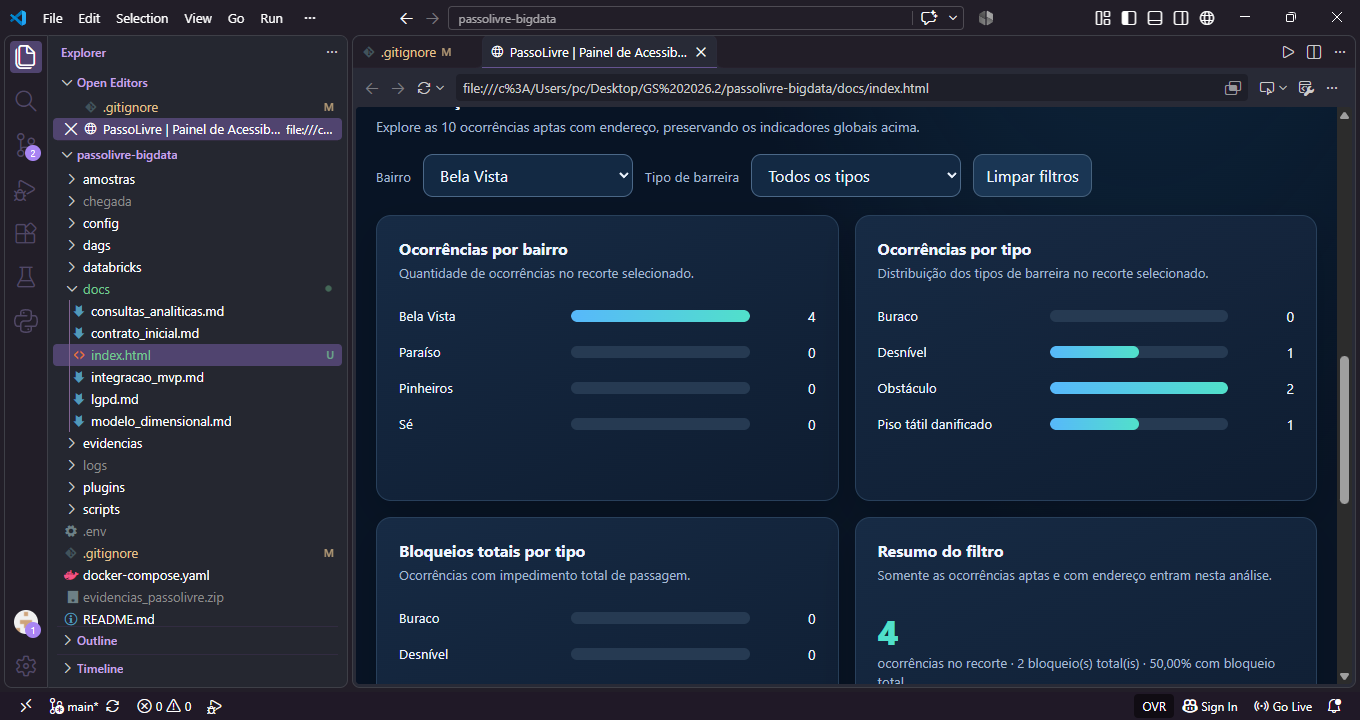 File Edit Selection View Go Run ···
passolivre-bigdata
Explorer ···
Open Editors
.gitignore M
PassoLivre | Painel de Acessib... file:///c...
passolivre-bigdata
amostras
chegada
config
dags
databricks
docs
consultas_analiticas.md
contrato_inicial.md
index.html U
integracao_mvp.md
lgpd.md
modelo_dimensional.md
evidencias
logs
plugins
scripts
.env
.gitignore M
docker-compose.yaml
evidencias_passolivre.zip
README.md
Outline
Timeline
2
1
.gitignore M
PassoLivre | Painel de Acessib...
file:///c%3A/Users/pc/Desktop/GS%202026.2/passolivre-bigdata/docs/index.html
Explore as 10 ocorrências aptas com endereço, preservando os indicadores globais acima.
Bairro Bela Vista Tipo de barreira Todos os tipos Limpar filtros
Ocorrências por bairro
Quantidade de ocorrências no recorte selecionado.
Bela Vista 4
Paraíso 0
Pinheiros 0
Sé 0
Ocorrências por tipo
Distribuição dos tipos de barreira no recorte selecionado.
Buraco 0
Desnível 1
Obstáculo 2
Piso tátil danificado 1
Bloqueios totais por tipo
Ocorrências com impedimento total de passagem.
Buraco 0
Desnível 0
Resumo do filtro
Somente as ocorrências aptas e com endereço entram nesta análise.
4
ocorrências no recorte · 2 bloqueio(s) total(is) · 50,00% com bloqueio
total
main* 0 0
OVR Sign In Go Live